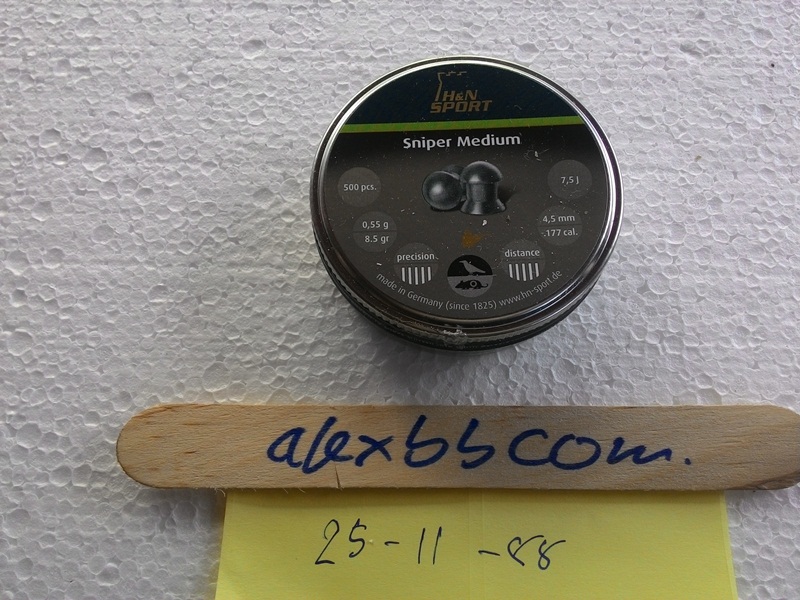 H&N
SPORT
Sniper Medium
500 pcs.
7,5 J
0,55 g
8.5 gr
4,5 mm
.177 cal.
precision
distance
made in Germany (since 1825) www.hn-sport.de
alexbbcom.
25-11-88